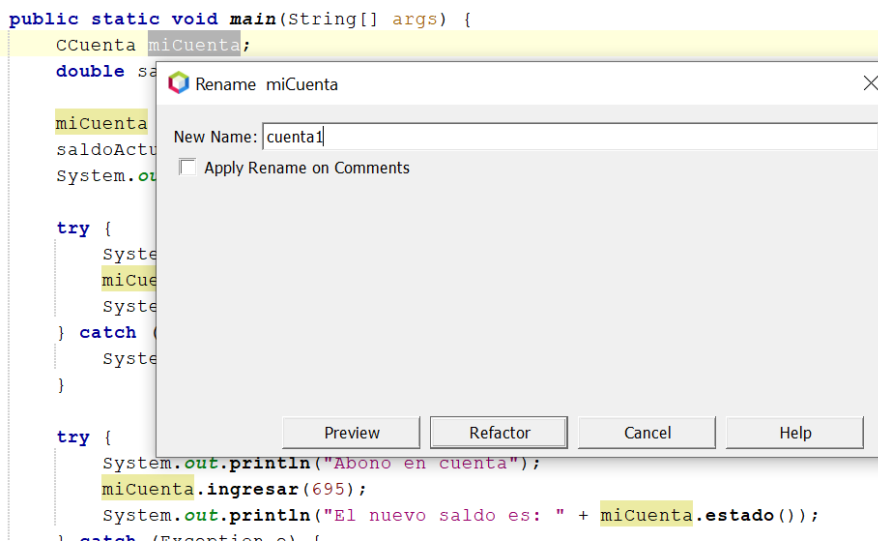 public static void main(String[] args) {
CCuenta miCuenta;
double sa
Rename miCuenta
miCuenta
New Name: cuenta1
saldoActu
Apply Rename on Comments
System.ou
try {
Syste
miCue
Syste
} catch (
Syste
}
Preview Refactor Cancel Help
try {
System.out.println("Abono en cuenta");
miCuenta.ingresar(695);
System.out.println("El nuevo saldo es: " + miCuenta.estado());
} catch (Exception e) {